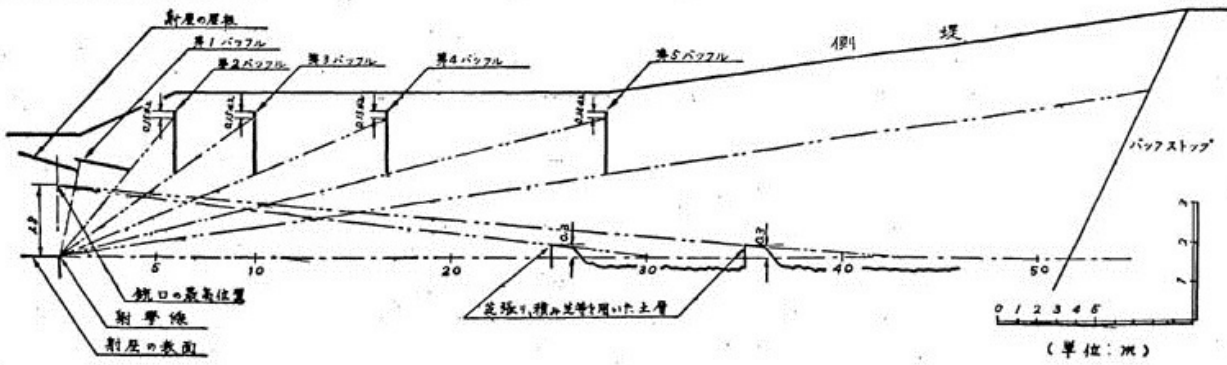 射座の屋根
第1バッフル
第2バッフル
第3バッフル
第4バッフル
第5バッフル
側堤
バックストップ
0.3
0.3
5
10
20
30
40
50
銃口の最高位置
射撃線
射座の表面
芝張り、積み芝等を用いた土層
3
2
1
0 1 2 3 4 5
(単位:m)